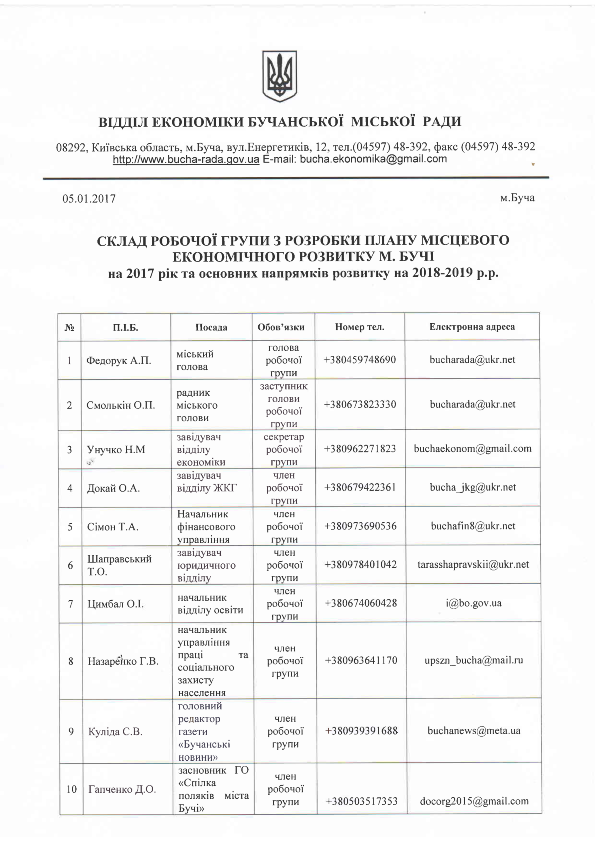 ВІДДІЛ ЕКОНОМІКИ БУЧАНСЬКОЇ МІСЬКОЇ РАДИ
08292, Київська область, м.Буча, вул.Енергетиків, 12, тел.(04597) 48-392, факс (04597) 48-392
http://www.bucha-rada.gov.ua E-mail: bucha.ekonomika@gmail.com
05.01.2017 м.Буча
СКЛАД РОБОЧОЇ ГРУПИ З РОЗРОБКИ ПЛАНУ МІСЦЕВОГО
ЕКОНОМІЧНОГО РОЗВИТКУ М. БУЧІ
на 2017 рік та основних напрямків розвитку на 2018-2019 р.р.
№ П.І.Б. Посада Обов'язки Номер тел. Електронна адреса
1 Федорук А.П. міський голова голова робочої групи +380459748690 bucharada@ukr.net
2 Смолькін О.П. радник міського голови заступник голови робочої групи +380673823330 bucharada@ukr.net
3 Унучко Н.М завідувач відділу економіки секретар робочої групи +380962271823 buchaekonom@gmail.com
4 Докай О.А. завідувач відділу ЖКГ член робочої групи +380679422361 bucha_jkg@ukr.net
5 Сімон Т.А. Начальник фінансового управління член робочої групи +380973690536 buchafin8@ukr.net
6 Шаправський Т.О. завідувач юридичного відділу член робочої групи +380978401042 tarasshapravskii@ukr.net
7 Цимбал О.І. начальник відділу освіти член робочої групи +380674060428 i@bo.gov.ua
8 Назаренко Г.В. начальник управління праці та соціального захисту населення член робочої групи +380963641170 upszn_bucha@mail.ru
9 Куліда С.В. головний редактор газети «Бучанські новини» член робочої групи +380939391688 buchanews@meta.ua
10 Гапченко Д.О. засновник ГО «Спілка поляків міста Бучі» член робочої групи +380503517353 docorg2015@gmail.com